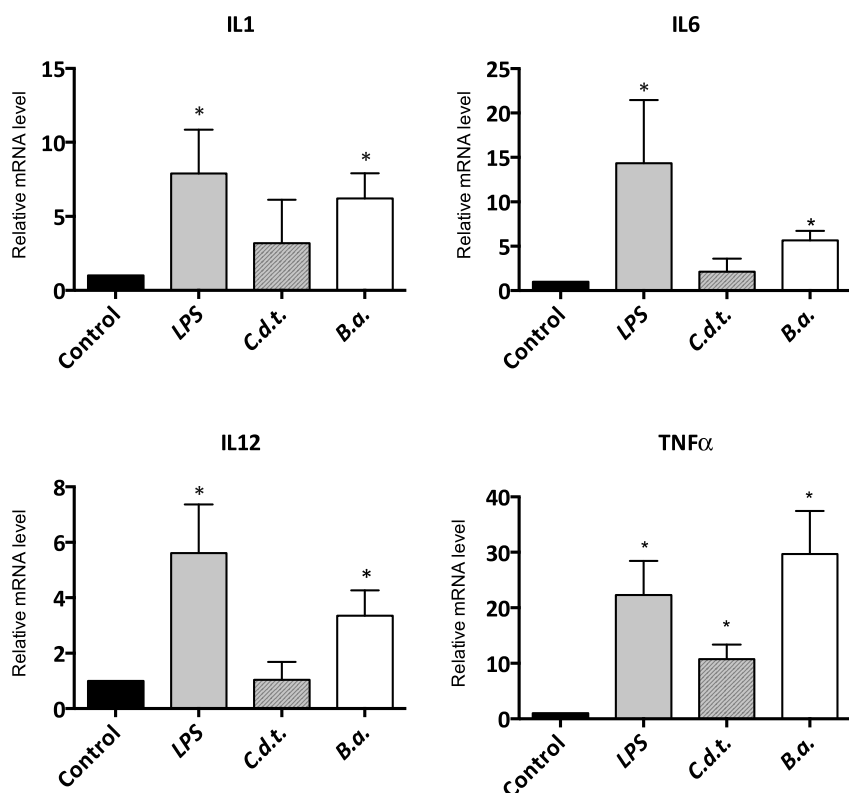 IL1
Relative mRNA level
15
10
5
0
*
*
Control
LPS
C.d.t.
B.a.
IL6
Relative mRNA level
25
20
15
10
5
0
*
*
Control
LPS
C.d.t.
B.a.
IL12
Relative mRNA level
8
6
4
2
0
*
*
Control
LPS
C.d.t.
B.a.
TNFα
Relative mRNA level
40
30
20
10
0
*
*
*
Control
LPS
C.d.t.
B.a.